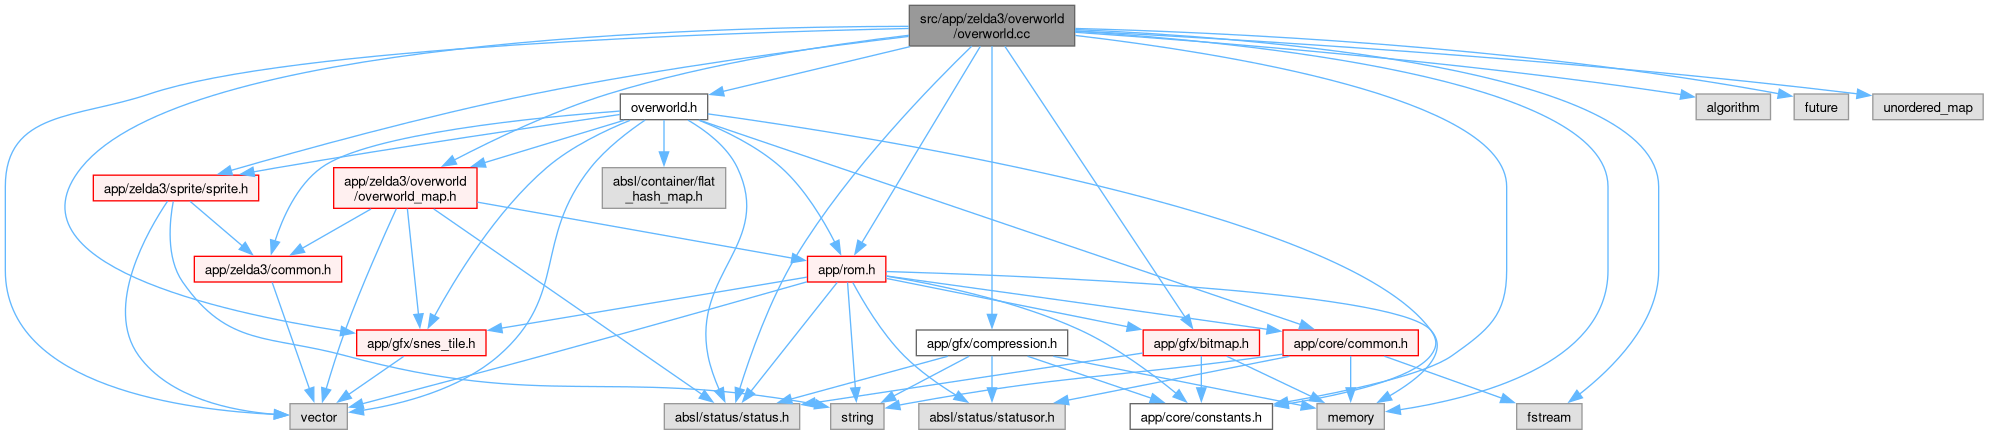 src/app/zelda3/overworld
/overworld.cc
overworld.h
algorithm
future
unordered_map
app/zelda3/sprite/sprite.h
app/zelda3/overworld
/overworld_map.h
absl/container/flat
_hash_map.h
app/zelda3/common.h
app/rom.h
app/gfx/snes_tile.h
app/gfx/compression.h
app/gfx/bitmap.h
app/core/common.h
vector
absl/status/status.h
string
absl/status/statusor.h
app/core/constants.h
memory
fstream